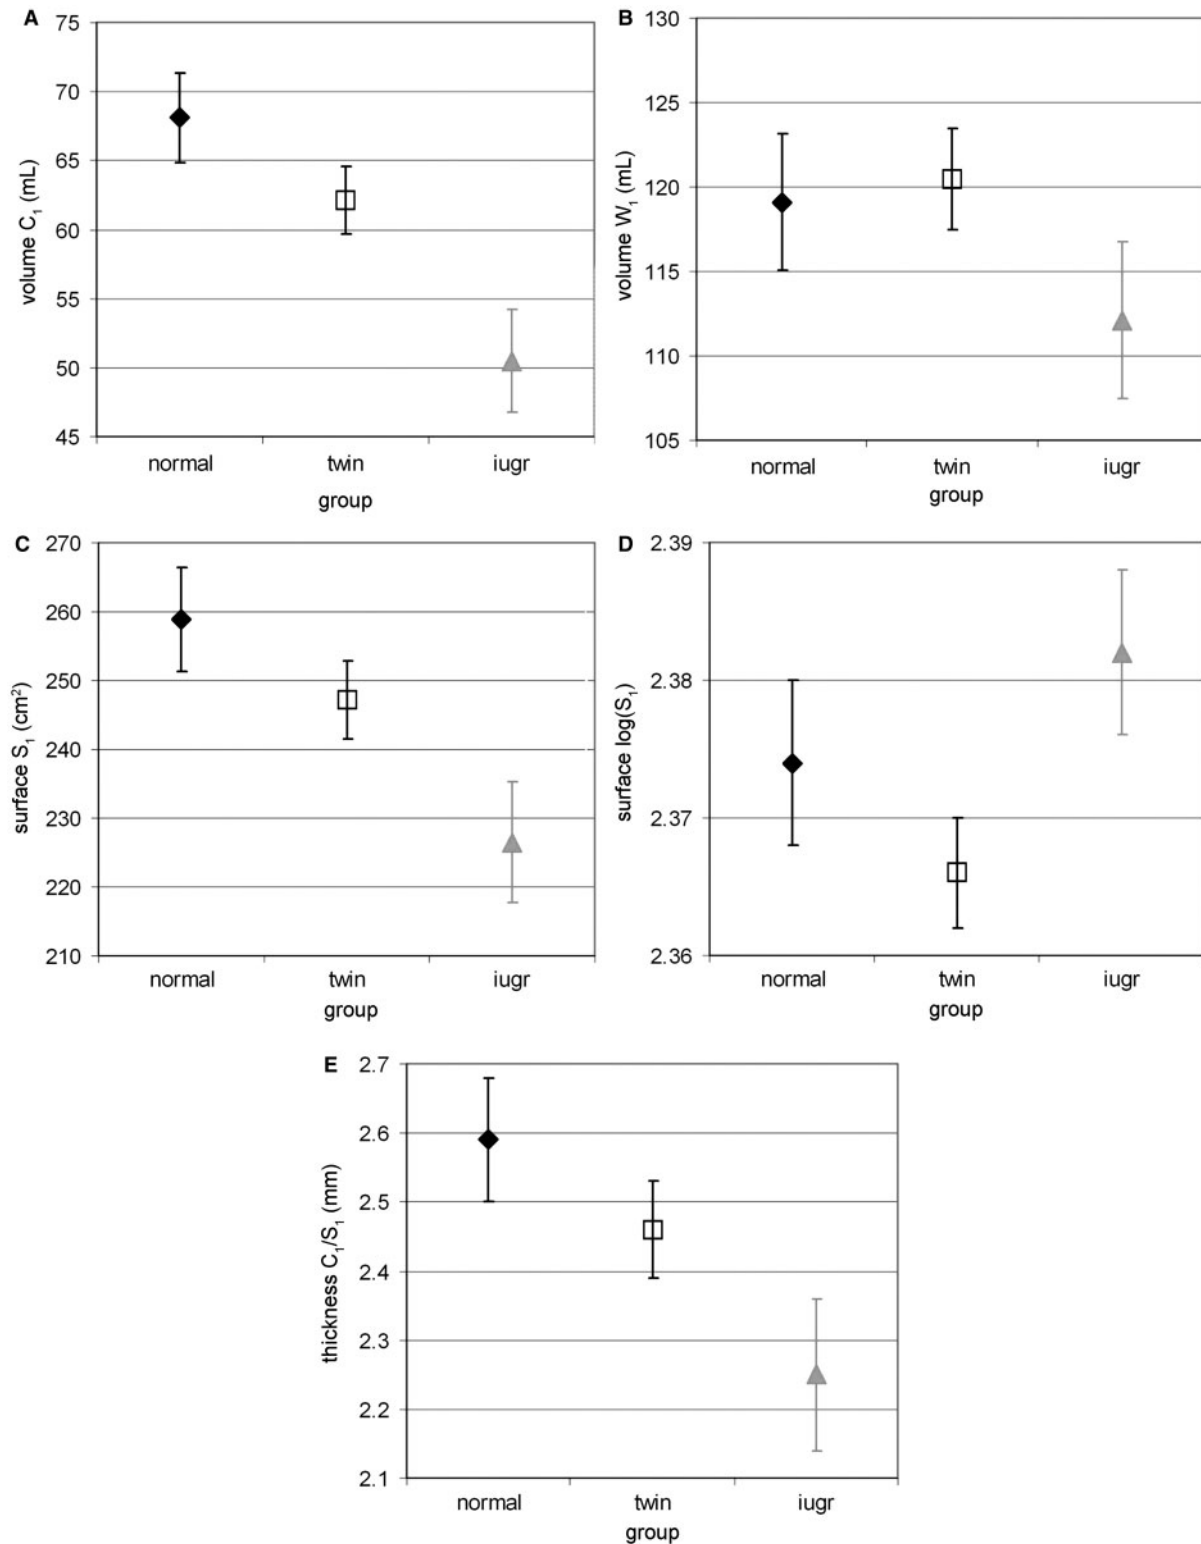 A
75
70
65
60
55
50
45
volume C₁ (mL)
normal twin iugr
group
B
130
125
120
115
110
105
volume W₁ (mL)
normal twin iugr
group
C
270
260
250
240
230
220
210
surface S₁ (cm²)
normal twin iugr
group
D
2.39
2.38
2.37
2.36
surface log(S₁)
normal twin iugr
group
E
2.7
2.6
2.5
2.4
2.3
2.2
2.1
thickness C₁/S₁ (mm)
normal twin iugr
group